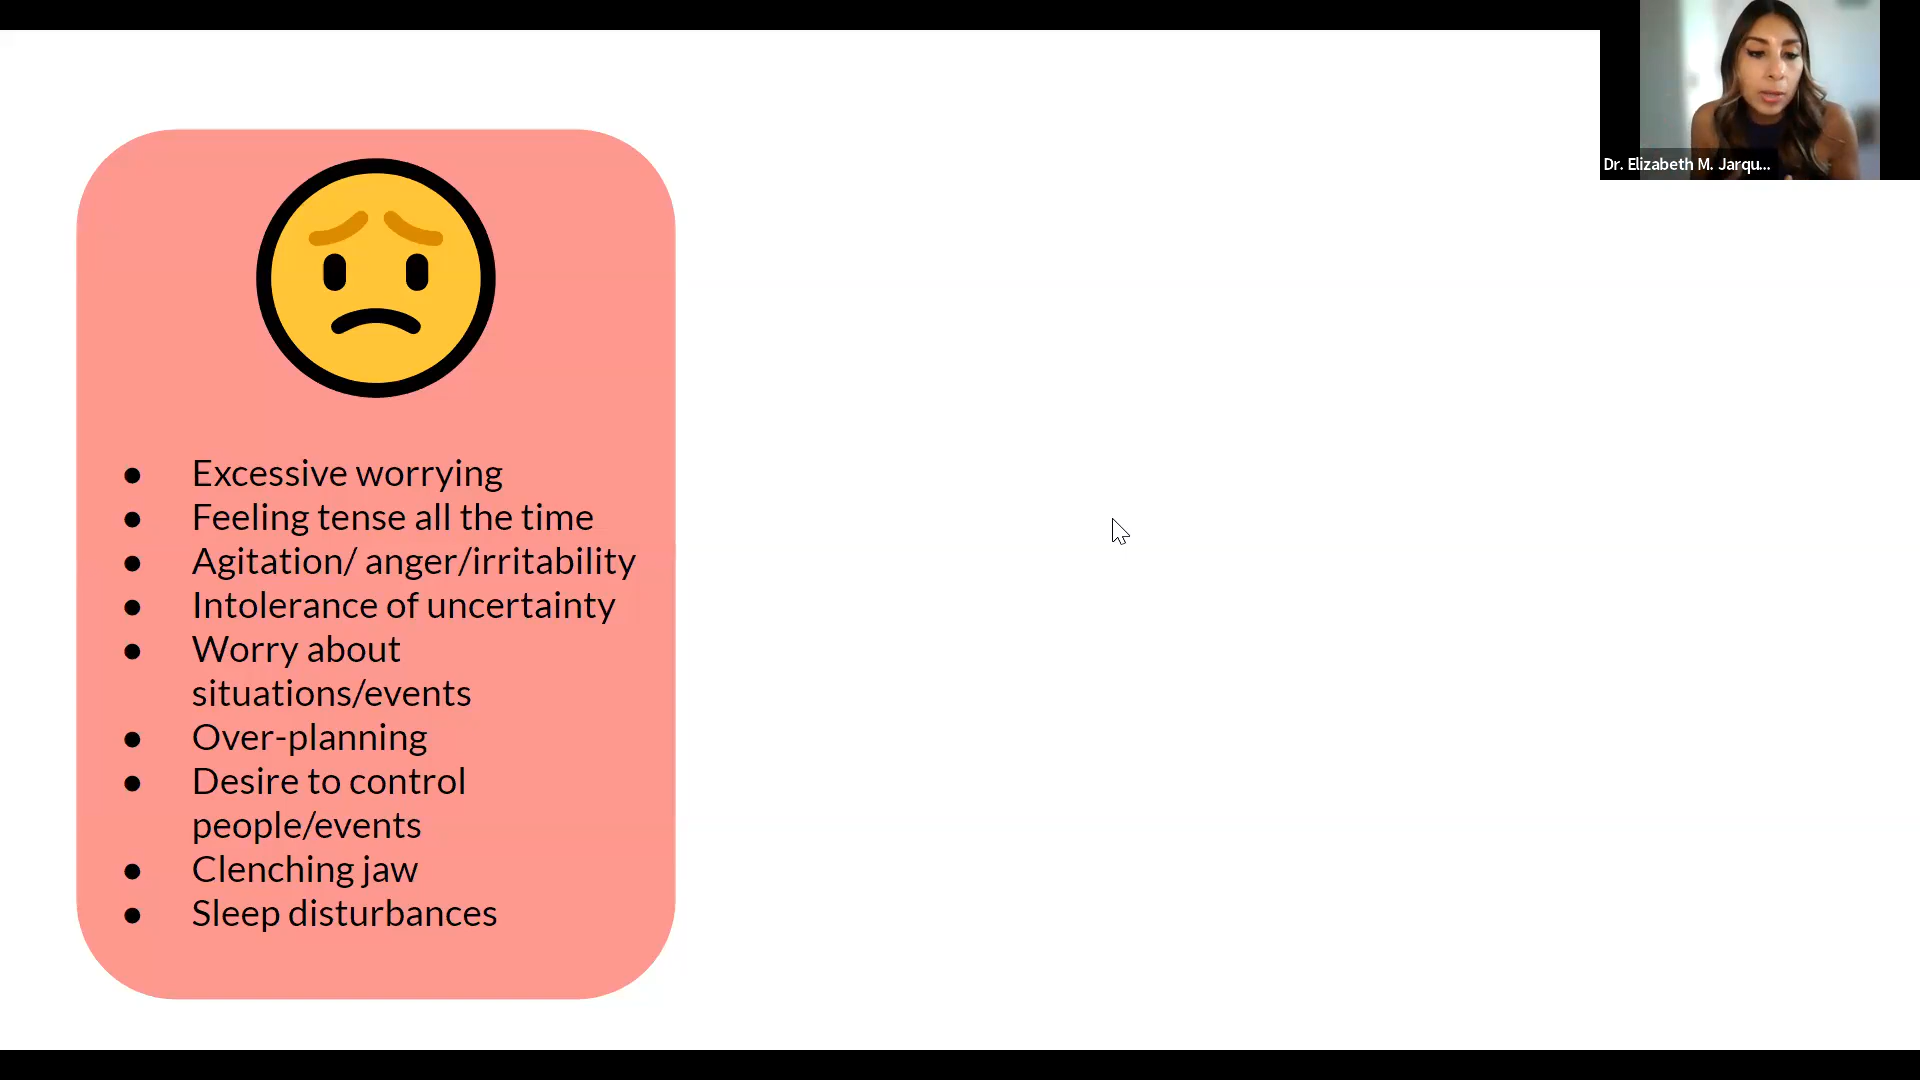 Dr. Elizabeth M. Jarqu...
● Excessive worrying
● Feeling tense all the time
● Agitation/ anger/irritability
● Intolerance of uncertainty
● Worry about
situations/events
● Over-planning
● Desire to control
people/events
● Clenching jaw
● Sleep disturbances